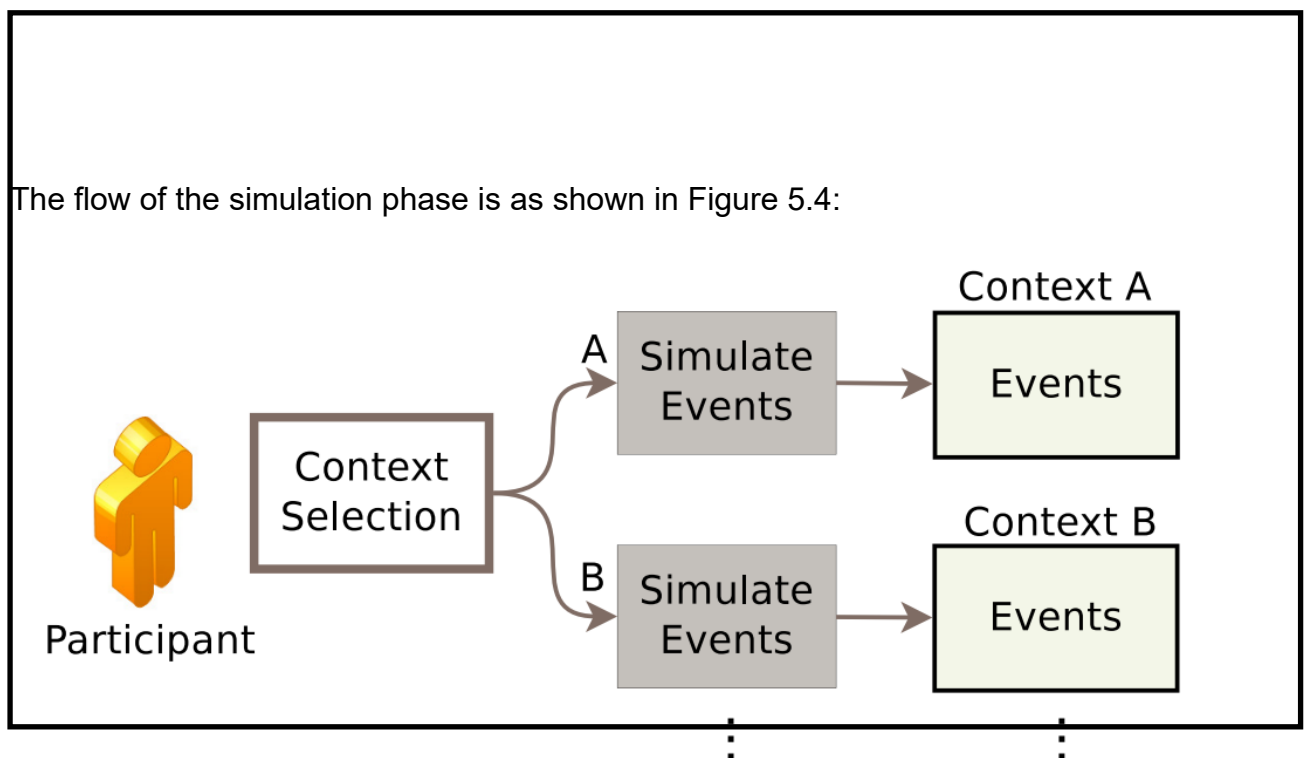 The flow of the simulation phase is as shown in Figure 5.4:
Context A
A
Simulate
Events
Events
Context
Selection
Participant
Context B
B
Simulate
Events
Events